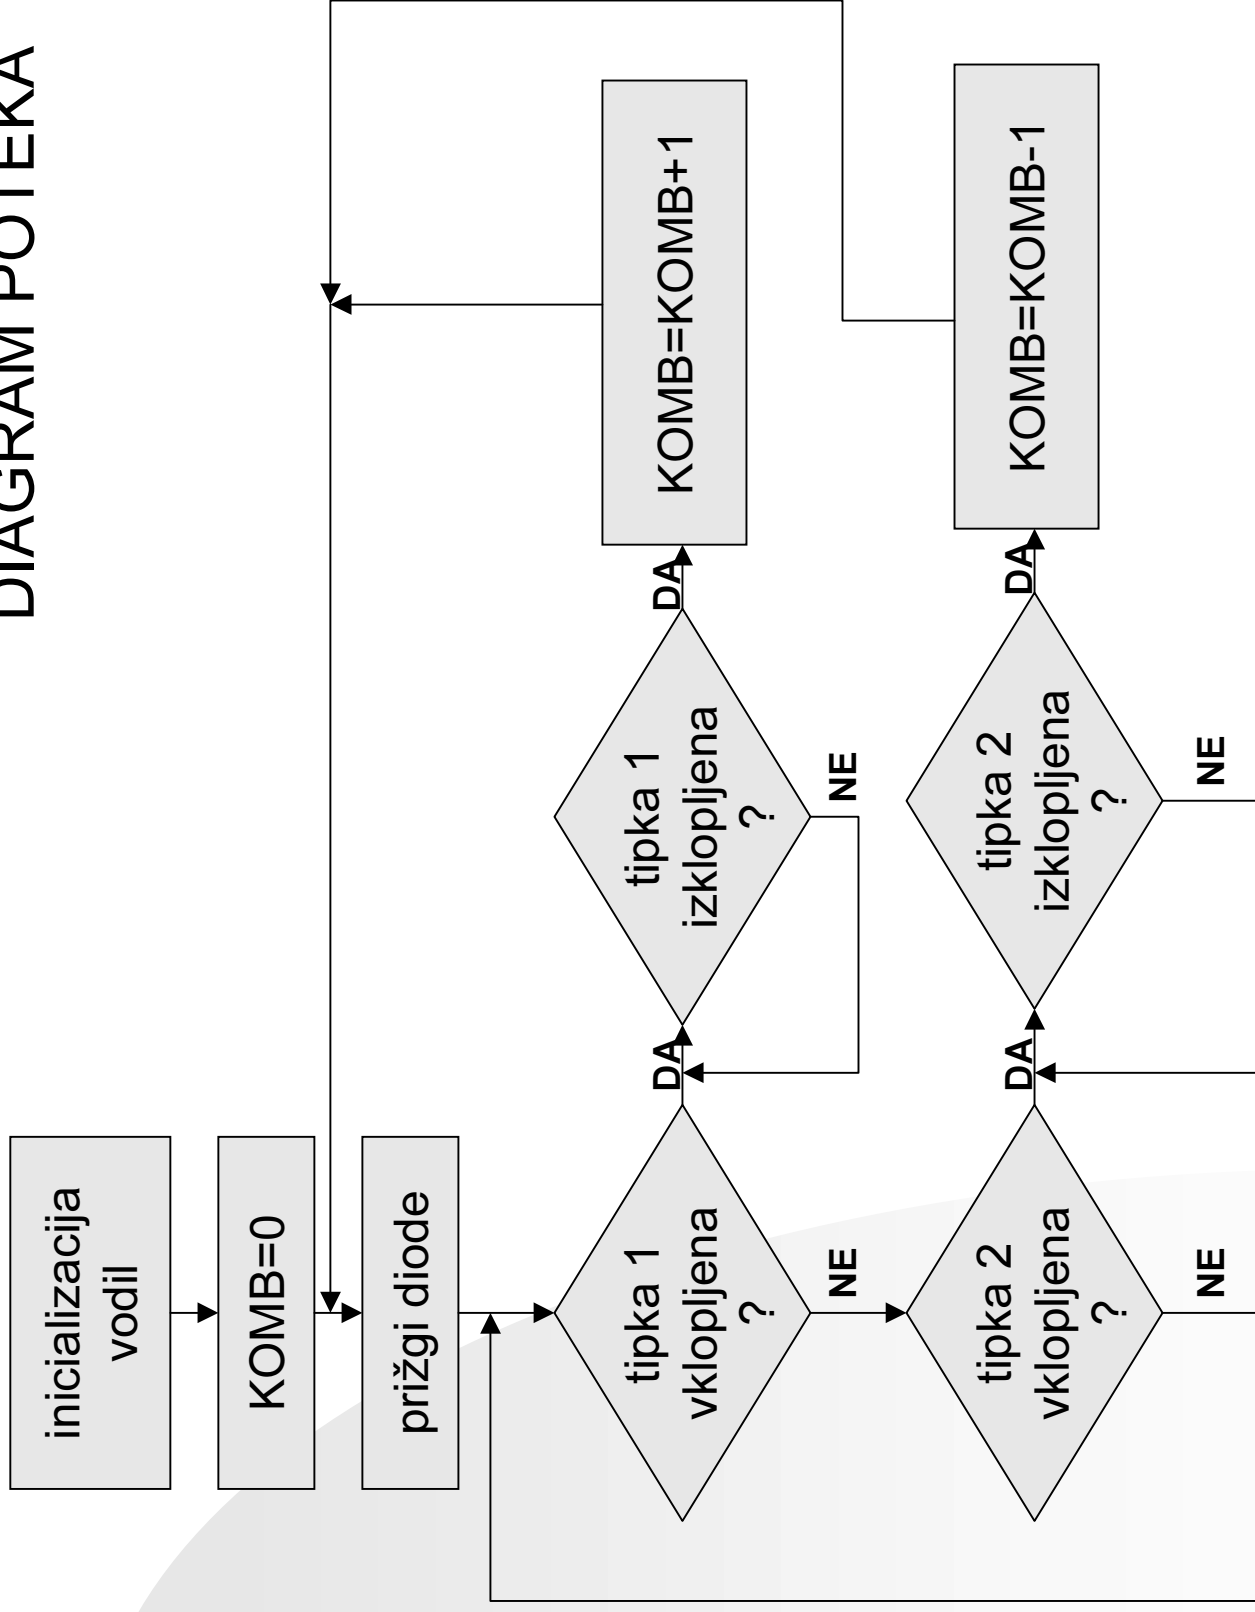 DIAGRAM POTEKA
inicializacija
vodil
KOMB=0
prižgi diode
tipka 1
vklopljena
?
DA
NE
tipka 1
izklopljena
?
DA
NE
KOMB=KOMB+1
tipka 2
vklopljena
?
DA
NE
tipka 2
izklopljena
?
DA
NE
KOMB=KOMB-1